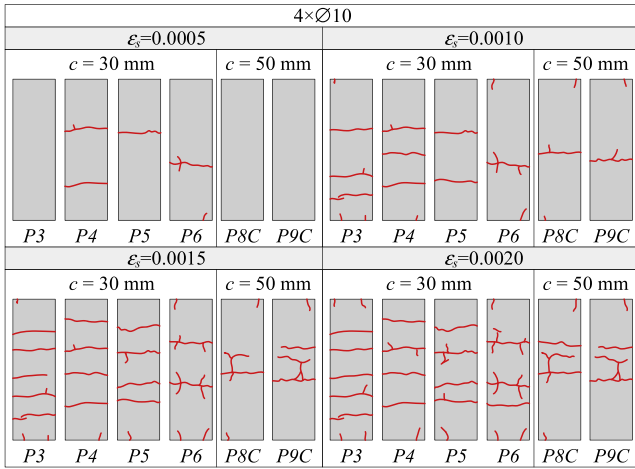 4×Ø10
εs=0.0005 εs=0.0010
c = 30 mm c = 50 mm c = 30 mm c = 50 mm
P3 P4 P5 P6 P8C P9C P3 P4 P5 P6 P8C P9C
εs=0.0015 εs=0.0020
c = 30 mm c = 50 mm c = 30 mm c = 50 mm
P3 P4 P5 P6 P8C P9C P3 P4 P5 P6 P8C P9C